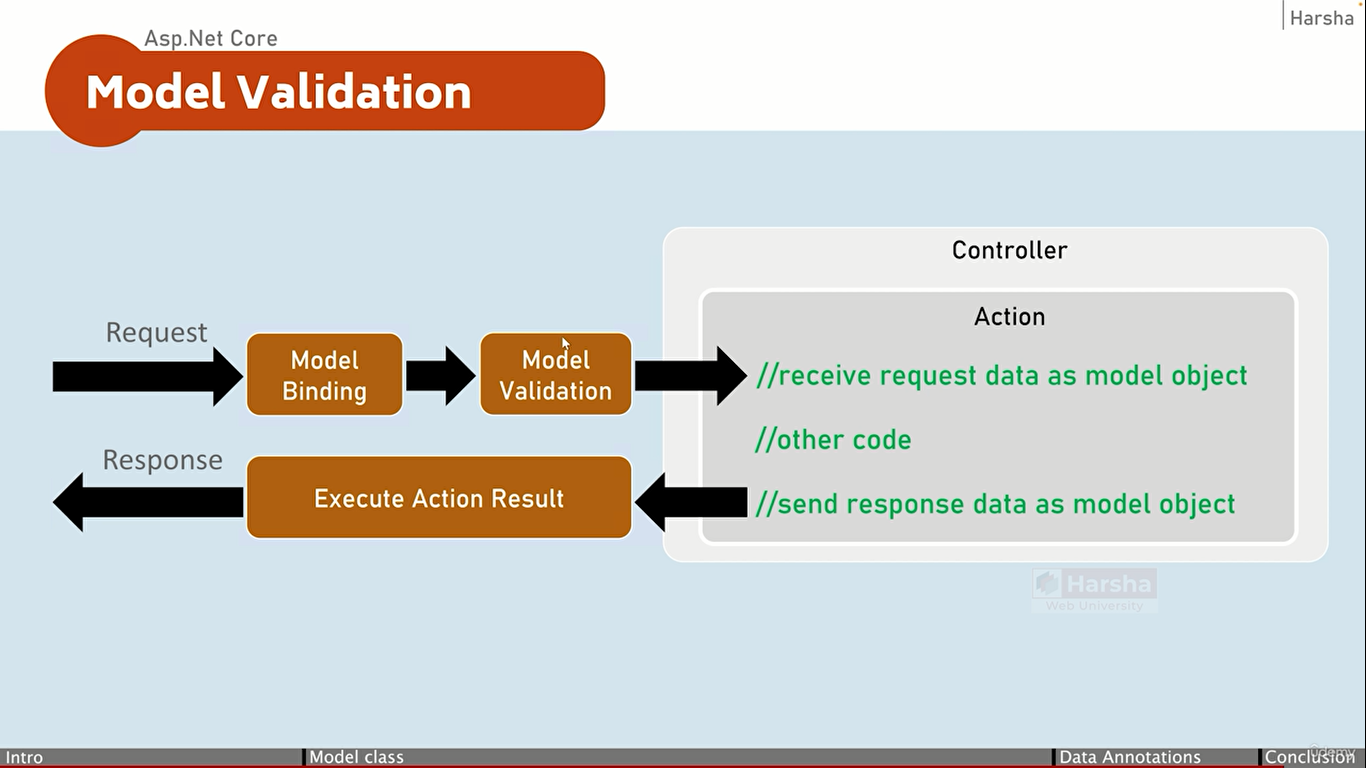 Harsha
Asp.Net Core
Model Validation
Controller
Action
Request
Model
Binding
Model
Validation
//receive request data as model object
//other code
Response
Execute Action Result
//send response data as model object
Harsha
Web University
Intro
Model class
Data Annotations
Conclusion
ûdemy